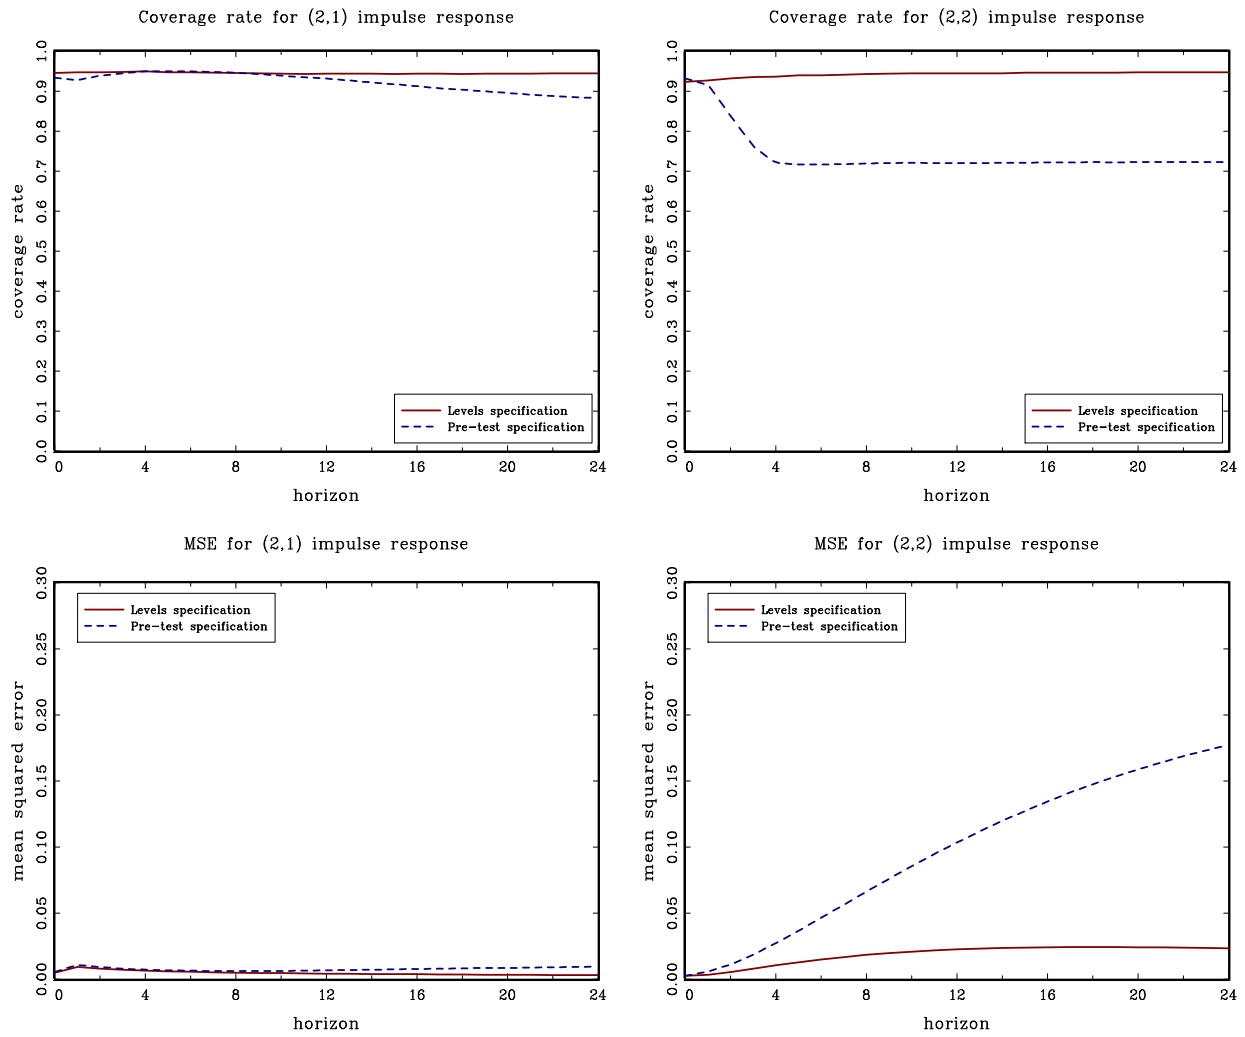 Coverage rate for (2,1) impulse response
coverage rate
1.0
0.9
0.8
0.7
0.6
0.5
0.4
0.3
0.2
0.1
0.0
Levels specification
Pre-test specification
0 4 8 12 16 20 24
horizon
Coverage rate for (2,2) impulse response
coverage rate
1.0
0.9
0.8
0.7
0.6
0.5
0.4
0.3
0.2
0.1
0.0
Levels specification
Pre-test specification
0 4 8 12 16 20 24
horizon
MSE for (2,1) impulse response
mean squared error
0.30
0.25
0.20
0.15
0.10
0.05
0.00
Levels specification
Pre-test specification
0 4 8 12 16 20 24
horizon
MSE for (2,2) impulse response
mean squared error
0.30
0.25
0.20
0.15
0.10
0.05
0.00
Levels specification
Pre-test specification
0 4 8 12 16 20 24
horizon